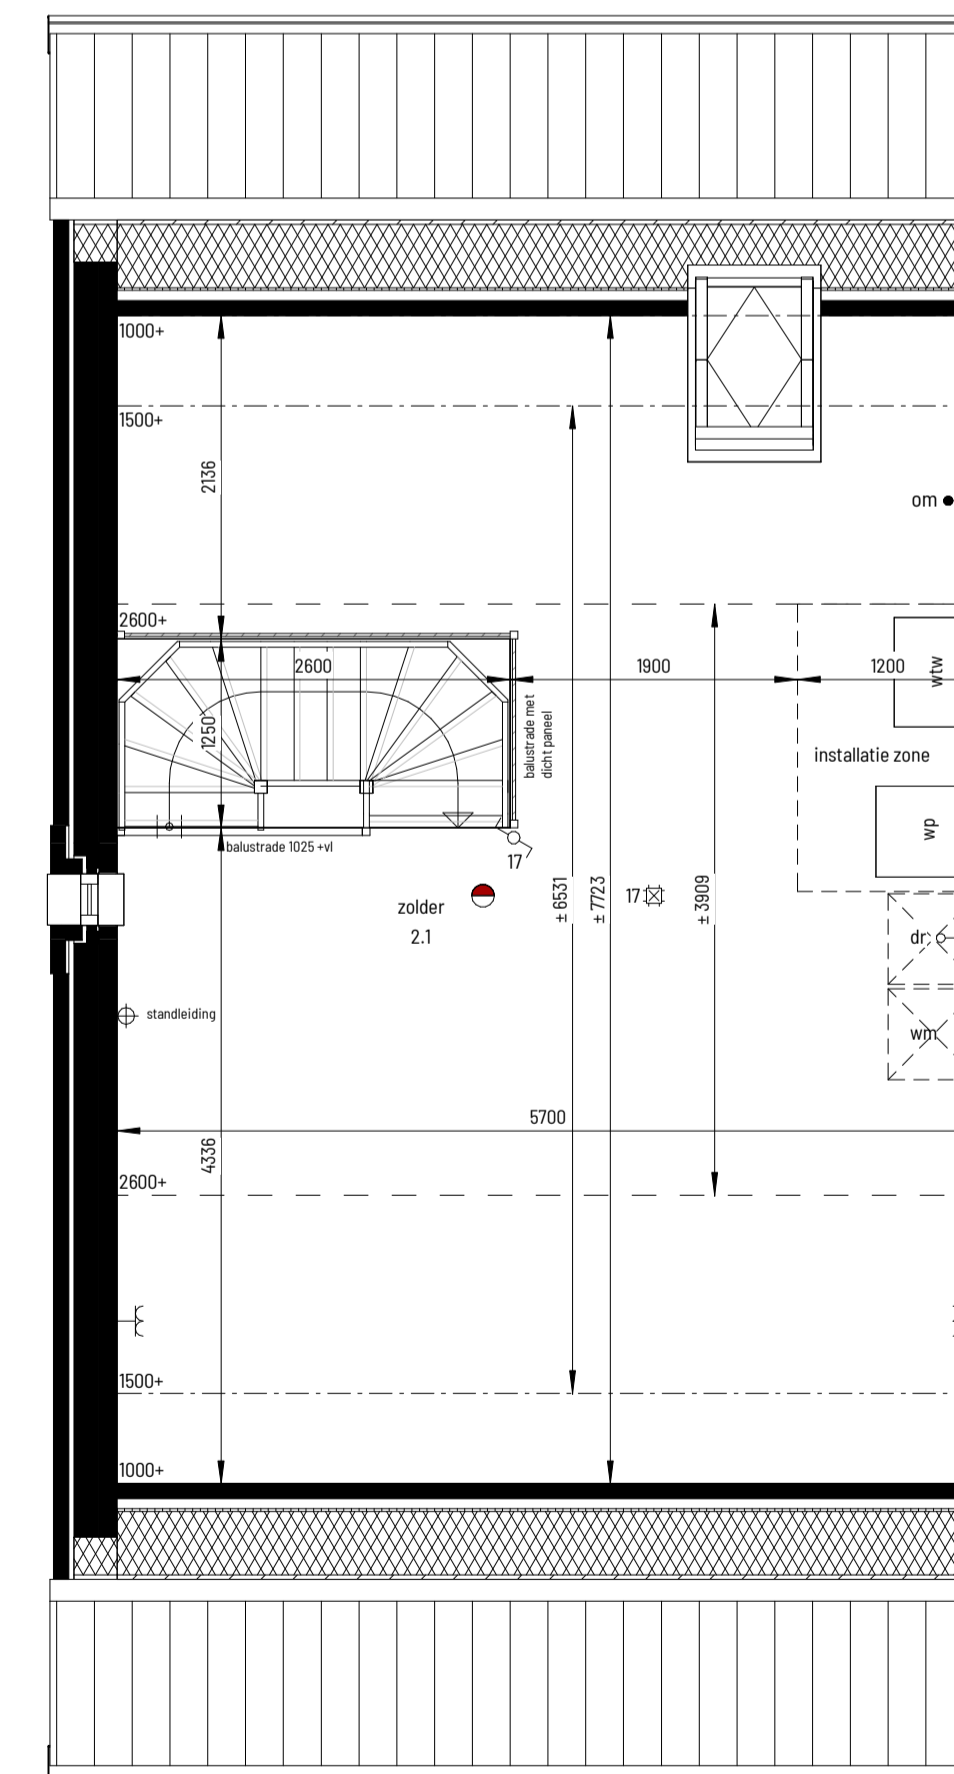 1000+
1500+
2136
om
2600+
2600
1900
1200
wtw
1250
balustrade met
dicht paneel
installatie zone
wp
balustrade 1025 +vl
17
± 6531
± 7723
17
± 3909
zolder
2.1
dr
standleiding
wm
5700
4336
2600+
1500+
1000+